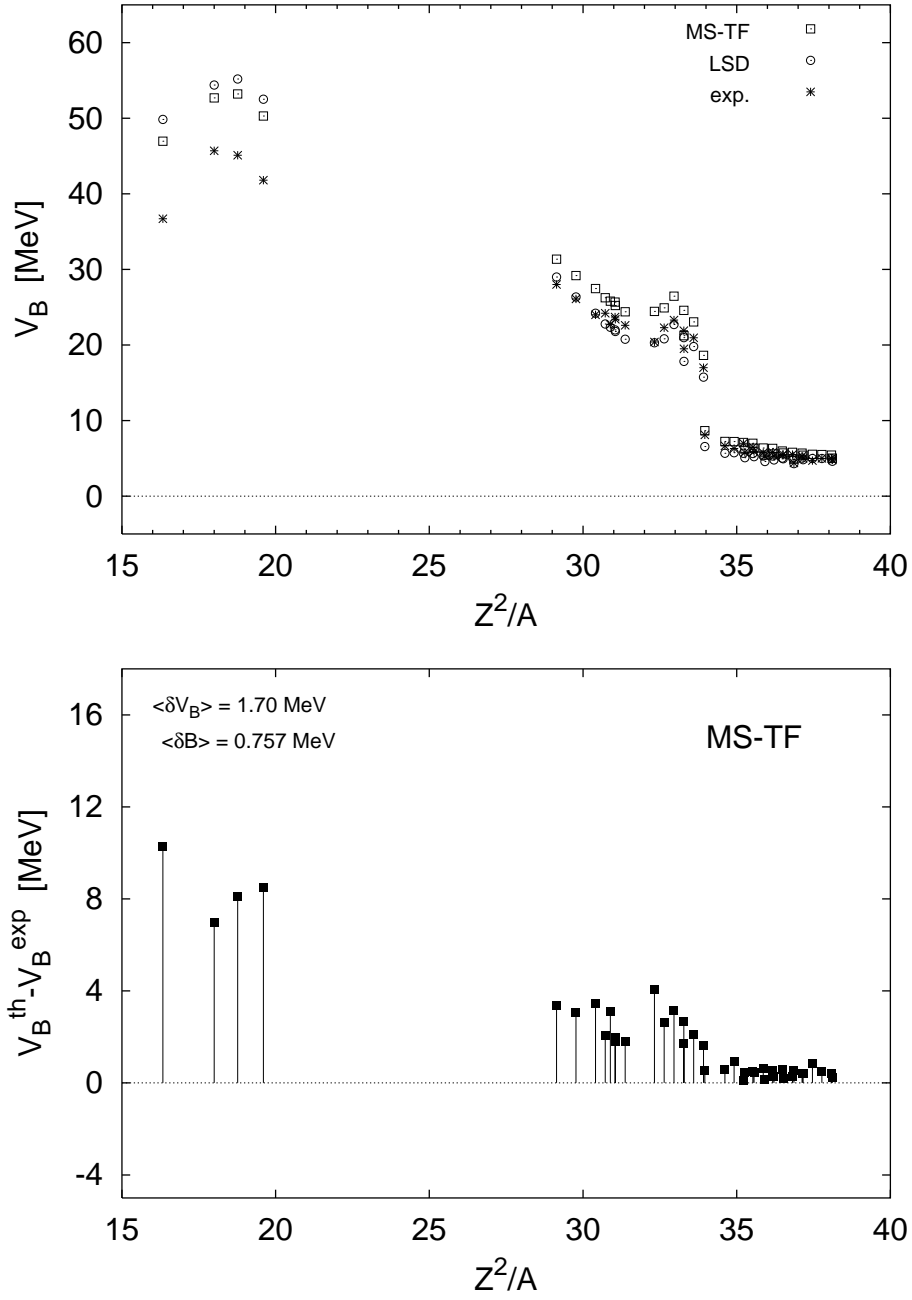 60
50
40
30
20
10
0
V_B [MeV]
MS-TF
LSD
exp.
15 20 25 30 35 40
Z^2/A
16
12
8
4
0
-4
V_B^th-V_B^exp [MeV]
<δV_B> = 1.70 MeV
<δB> = 0.757 MeV
MS-TF
15 20 25 30 35 40
Z^2/A